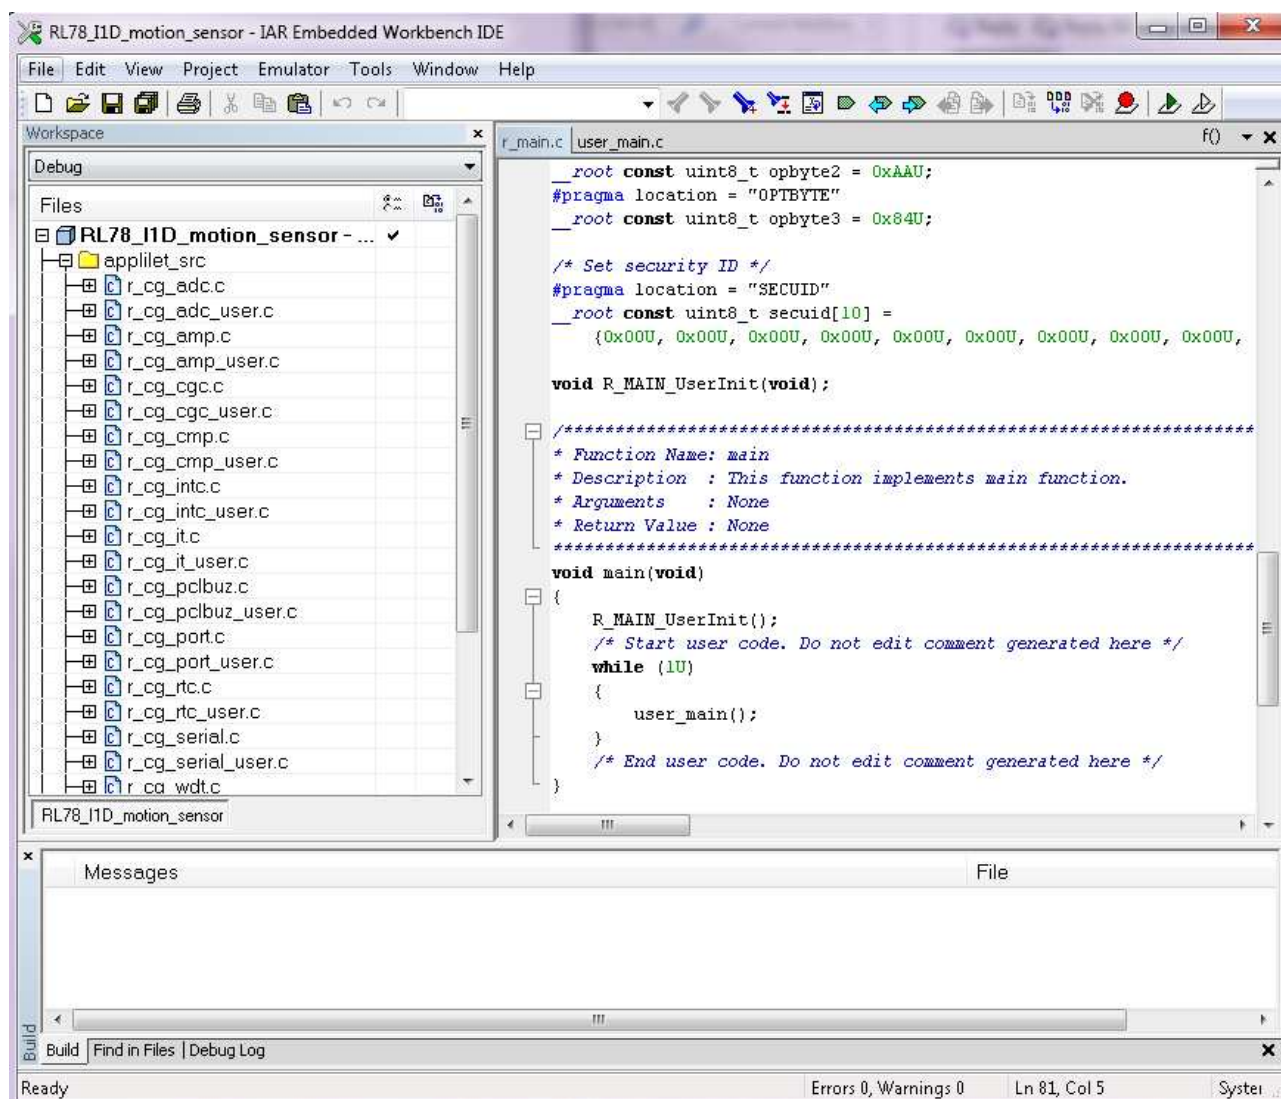 RL78_I1D_motion_sensor - IAR Embedded Workbench IDE
File Edit View Project Emulator Tools Window Help
Workspace
Debug
Files
RL78_I1D_motion_sensor - ...
applilet_src
r_cg_adc.c
r_cg_adc_user.c
r_cg_amp.c
r_cg_amp_user.c
r_cg_cgc.c
r_cg_cgc_user.c
r_cg_cmp.c
r_cg_cmp_user.c
r_cg_intc.c
r_cg_intc_user.c
r_cg_it.c
r_cg_it_user.c
r_cg_pclbuz.c
r_cg_pclbuz_user.c
r_cg_port.c
r_cg_port_user.c
r_cg_rtc.c
r_cg_rtc_user.c
r_cg_serial.c
r_cg_serial_user.c
r_cg_wdt.c
RL78_I1D_motion_sensor
r_main.c user_main.c f()
__root const uint8_t opbyte2 = 0xAAU;
#pragma location = "OPTBYTE"
__root const uint8_t opbyte3 = 0x84U;
/* Set security ID */
#pragma location = "SECUID"
__root const uint8_t secuid[10] =
{0x00U, 0x00U, 0x00U, 0x00U, 0x00U, 0x00U, 0x00U, 0x00U, 0x00U,
void R_MAIN_UserInit(void);
/*******************************************************************
* Function Name: main
* Description : This function implements main function.
* Arguments : None
* Return Value : None
********************************************************************
void main(void)
{
R_MAIN_UserInit();
/* Start user code. Do not edit comment generated here */
while (1U)
{
user_main();
}
/* End user code. Do not edit comment generated here */
}
Messages File
Build
Build Find in Files Debug Log
Ready Errors 0, Warnings 0 Ln 81, Col 5 Syster